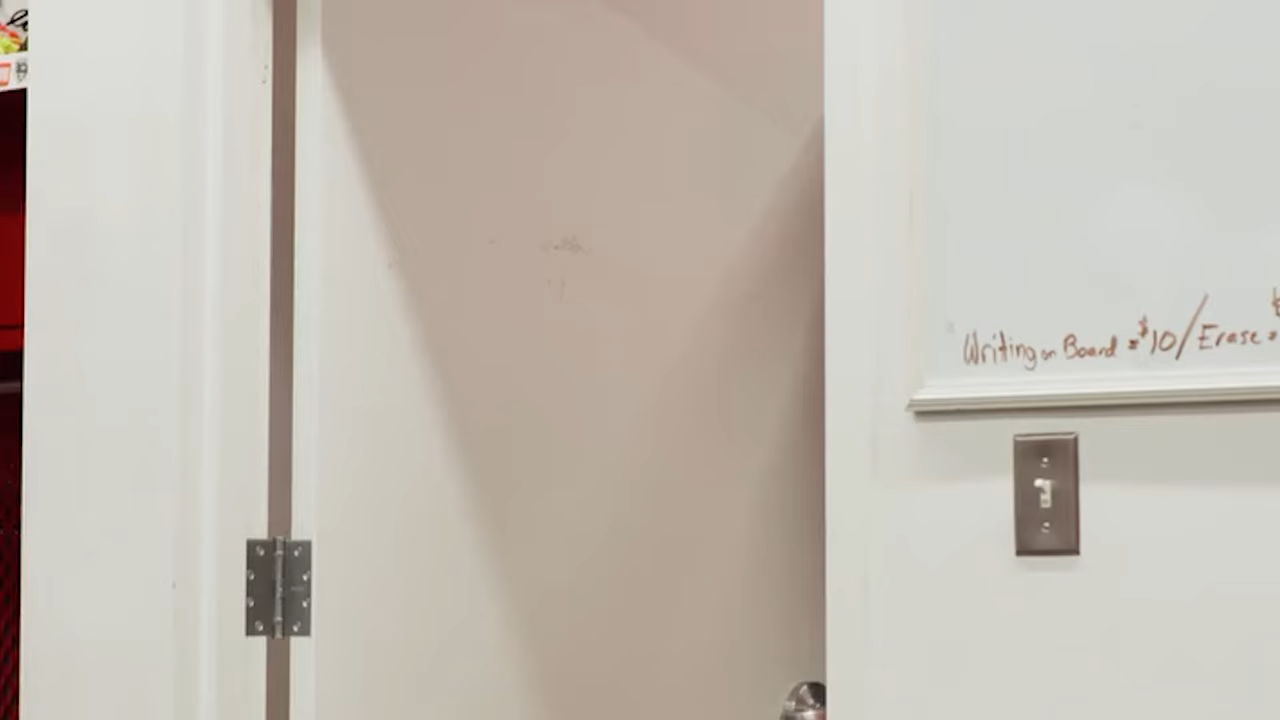 Writing on Board = $10/Erase =